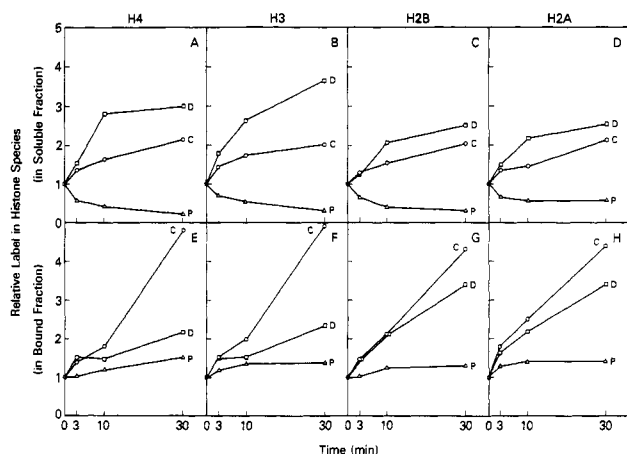 H4 H3 H2B H2A
Relative Label in Histone Species
(in Soluble Fraction)
(in Bound Fraction)
5
4
3
2
1
0
A
D
C
P
B
D
C
P
C
D
C
P
D
D
C
P
4
3
2
1
0
E
C
D
P
F
C
D
P
G
C
D
P
H
C
D
P
0 3 10 30
0 3 10 30
0 3 10 30
0 3 10 30
Time (min)